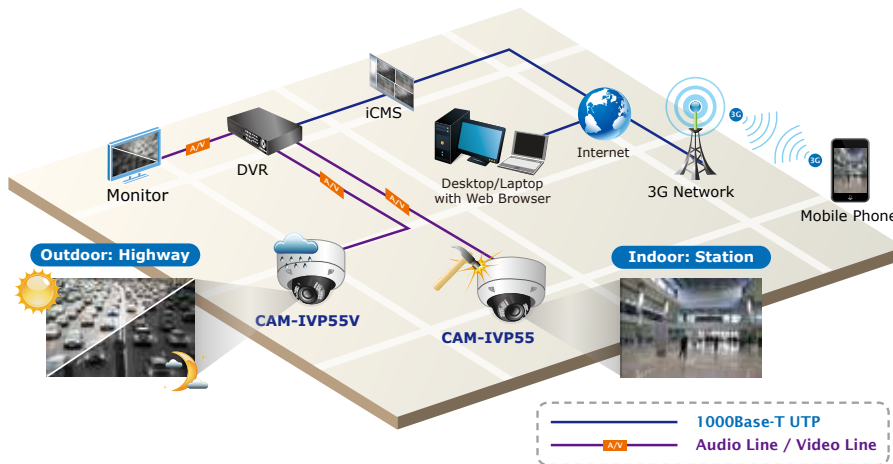 iCMS
DVR
Monitor
A/V
A/V
A/V
Desktop/Laptop
with Web Browser
Internet
3G Network
3G
3G
Mobile Phone
Outdoor: Highway
CAM-IVP55V
CAM-IVP55
Indoor: Station
1000Base-T UTP
A/V
Audio Line / Video Line